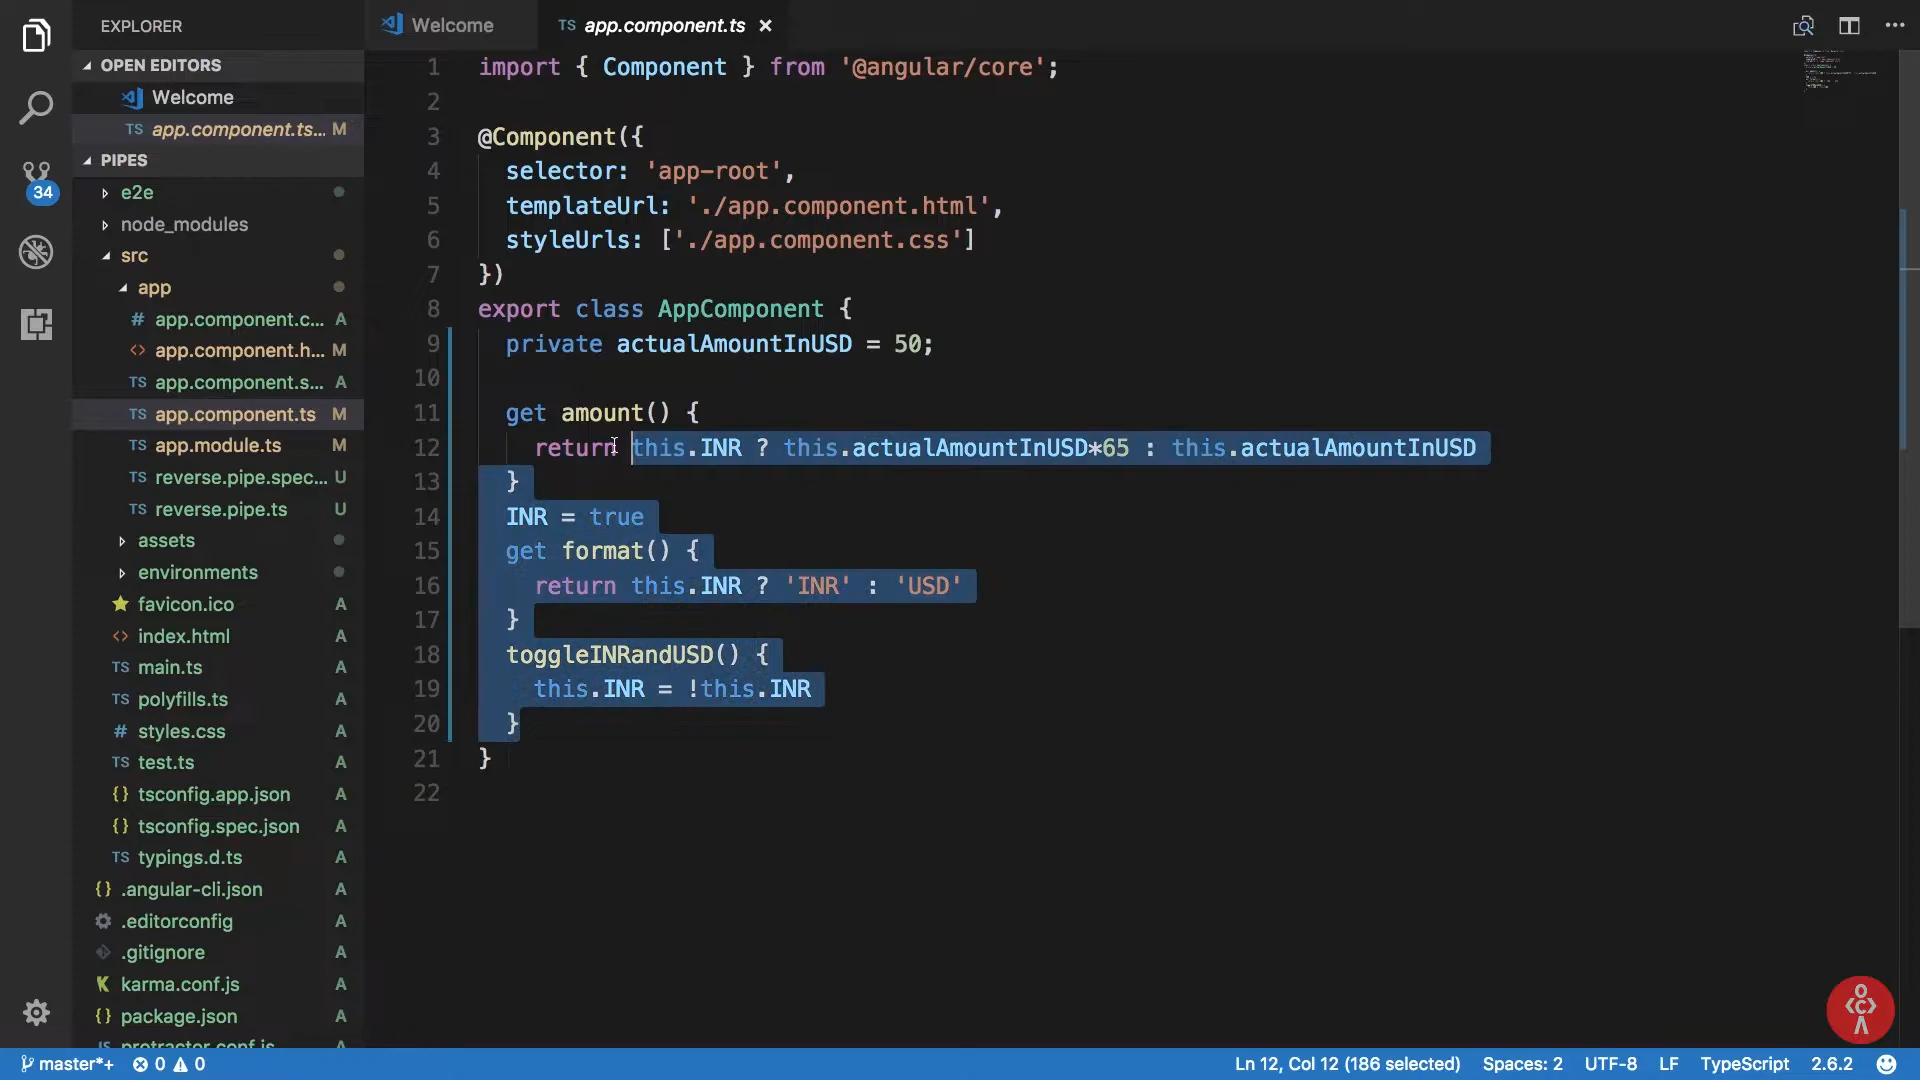 EXPLORER
OPEN EDITORS
Welcome
TS app.component.ts... M
PIPES
34
e2e
node_modules
src
app
# app.component.c... A
<> app.component.h... M
TS app.component.s... A
TS app.component.ts M
TS app.module.ts M
TS reverse.pipe.spec... U
TS reverse.pipe.ts U
assets
environments
favicon.ico A
<> index.html A
TS main.ts A
TS polyfills.ts A
# styles.css A
TS test.ts A
{} tsconfig.app.json A
{} tsconfig.spec.json A
TS typings.d.ts A
{} .angular-cli.json A
.editorconfig A
.gitignore A
karma.conf.js A
{} package.json A
JS protractor.conf.js A
Welcome
TS app.component.ts ×
1 import { Component } from '@angular/core';
2
3 @Component({
4 selector: 'app-root',
5 templateUrl: './app.component.html',
6 styleUrls: ['./app.component.css']
7 })
8 export class AppComponent {
9 private actualAmountInUSD = 50;
10
11 get amount() {
12 return this.INR ? this.actualAmountInUSD*65 : this.actualAmountInUSD
13 }
14 INR = true
15 get format() {
16 return this.INR ? 'INR' : 'USD'
17 }
18 toggleINRandUSD() {
19 this.INR = !this.INR
20 }
21 }
22
master*+ 0 0
Ln 12, Col 12 (186 selected) Spaces: 2 UTF-8 LF TypeScript 2.6.2